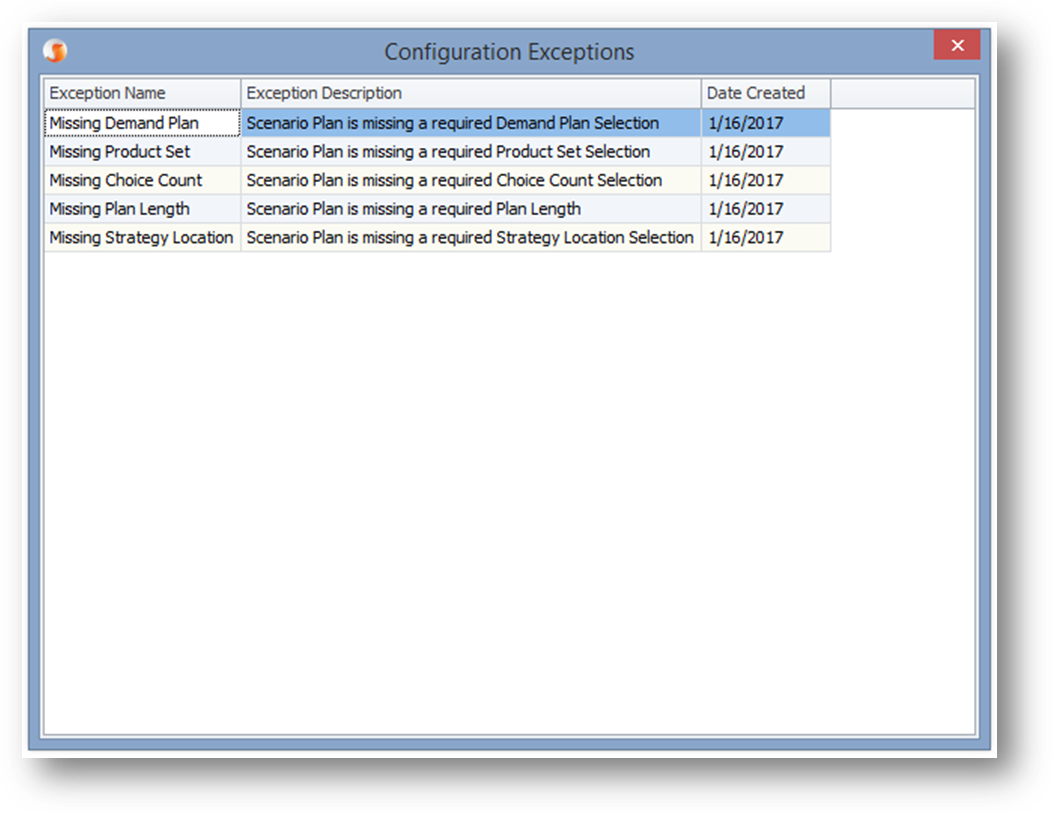 Configuration Exceptions
Exception Name Exception Description Date Created
Missing Demand Plan Scenario Plan is missing a required Demand Plan Selection 1/16/2017
Missing Product Set Scenario Plan is missing a required Product Set Selection 1/16/2017
Missing Choice Count Scenario Plan is missing a required Choice Count Selection 1/16/2017
Missing Plan Length Scenario Plan is missing a required Plan Length 1/16/2017
Missing Strategy Location Scenario Plan is missing a required Strategy Location Selection 1/16/2017